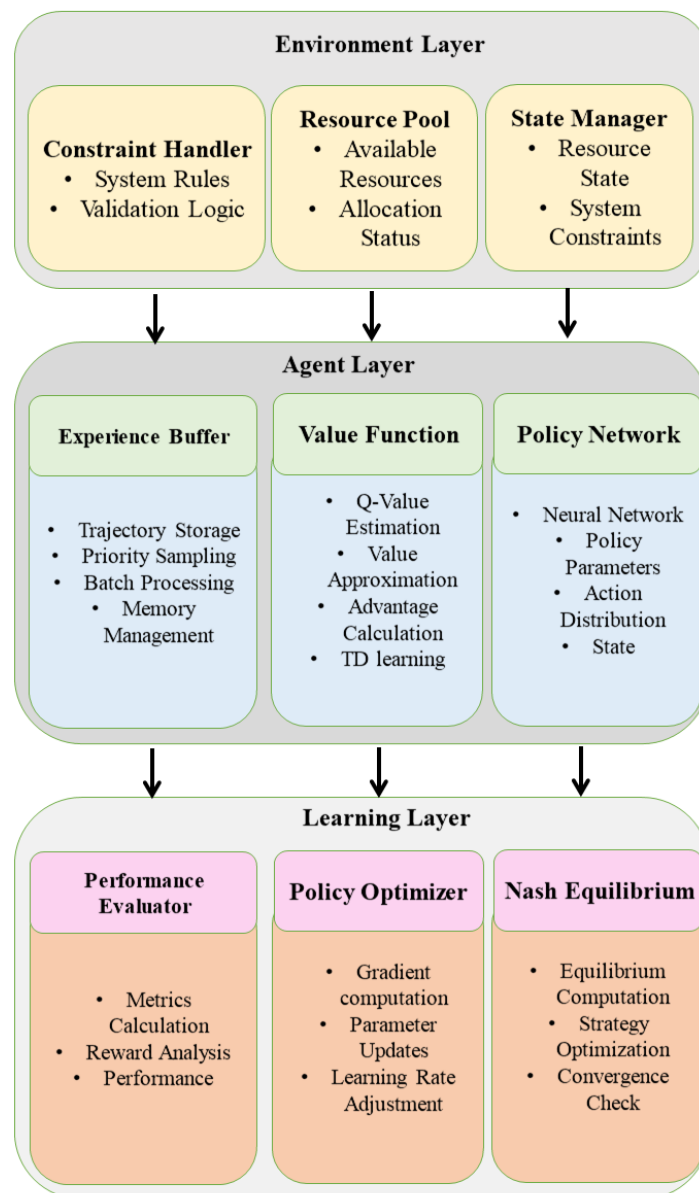 Environment Layer
Constraint Handler
• System Rules
• Validation Logic
Resource Pool
• Available
Resources
• Allocation
Status
State Manager
• Resource
State
• System
Constraints
Agent Layer
Experience Buffer
• Trajectory Storage
• Priority Sampling
• Batch Processing
• Memory
Management
Value Function
• Q-Value
Estimation
• Value
Approximation
• Advantage
Calculation
• TD learning
Policy Network
• Neural Network
• Policy
Parameters
• Action
Distribution
• State
Learning Layer
Performance
Evaluator
• Metrics
Calculation
• Reward Analysis
• Performance
Policy Optimizer
• Gradient
computation
• Parameter
Updates
• Learning Rate
Adjustment
Nash Equilibrium
• Equilibrium
Computation
• Strategy
Optimization
• Convergence
Check